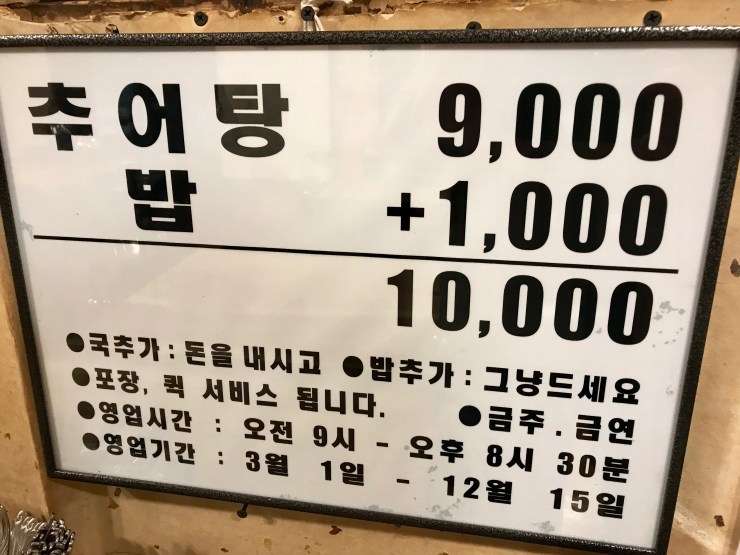 추어탕 9,000
밥 +1,000
10,000
●국추가 : 돈을 내시고 ●밥추가 : 그냥드세요
●포장, 퀵 서비스 됩니다. ●금주 . 금연
●영업시간 : 오전 9시 - 오후 8시 30분
●영업기간 : 3월 1일 - 12월 15일